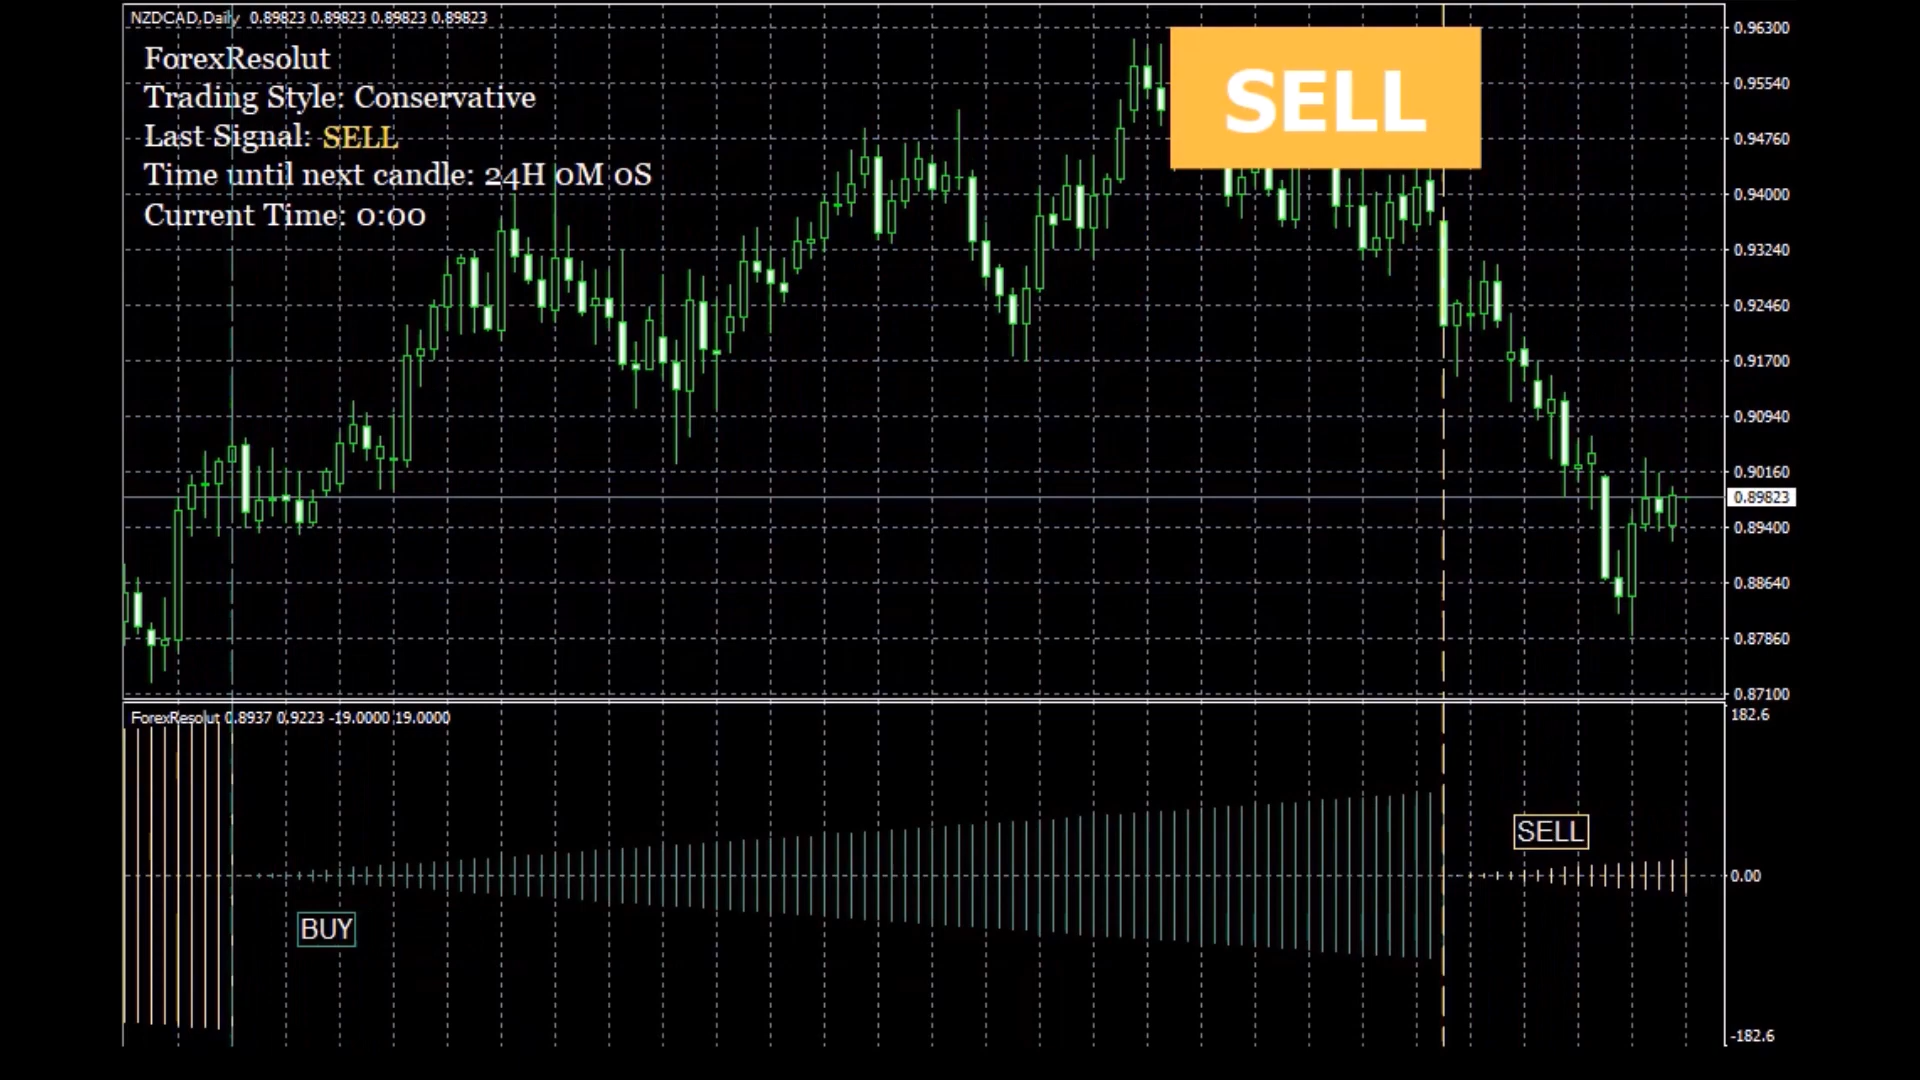 NZDCAD,Daily 0.89823 0.89823 0.89823 0.89823
ForexResolut
Trading Style: Conservative
Last Signal: SELL
Time until next candle: 24H 0M 0S
Current Time: 0:00
SELL
0.96300
0.95540
0.94760
0.94000
0.93240
0.92460
0.91700
0.90940
0.90160
0.89823
0.89400
0.88640
0.87860
0.87100
ForexResolut 0.8937 0.9223 -19.0000 19.0000
182.6
SELL
0.00
BUY
-182.6